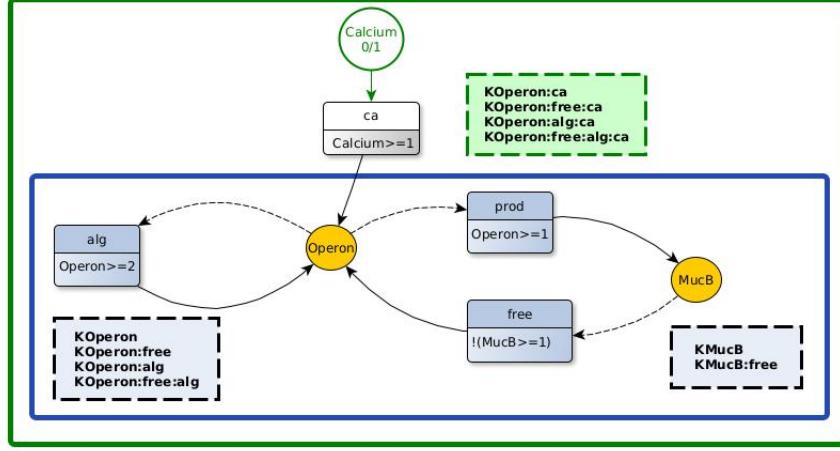 Calcium
0/1
ca
Calcium>=1
KOperon:ca
KOperon:free:ca
KOperon:alg:ca
KOperon:free:alg:ca
alg
Operon>=2
Operon
prod
Operon>=1
MucB
free
!(MucB>=1)
KOperon
KOperon:free
KOperon:alg
KOperon:free:alg
KMucB
KMucB:free